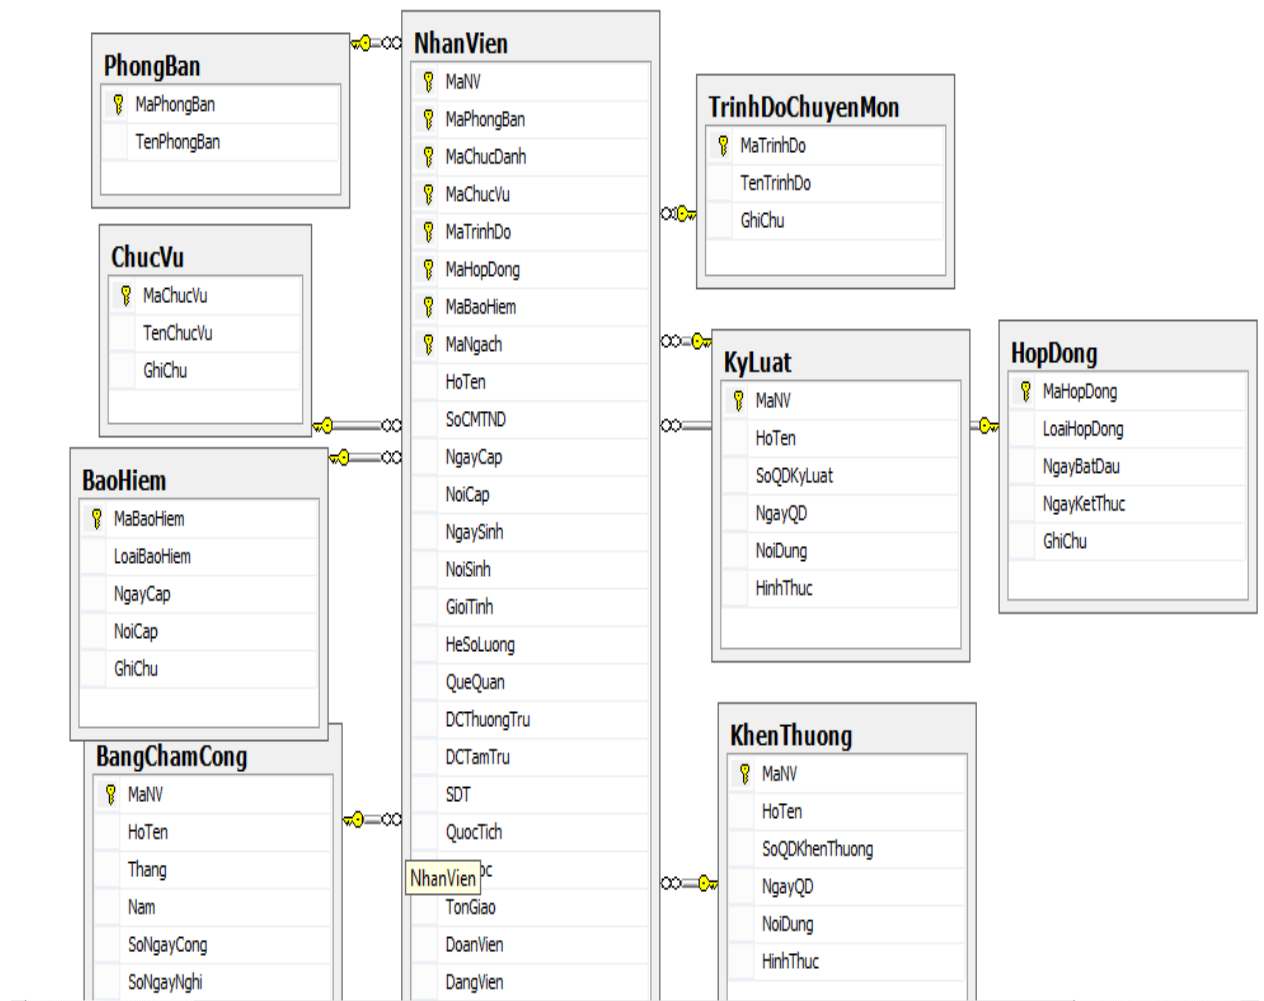 PhongBan
MaPhongBan
TenPhongBan
ChucVu
MaChucVu
TenChucVu
GhiChu
BaoHiem
MaBaoHiem
LoaiBaoHiem
NgayCap
NoiCap
GhiChu
BangChamCong
MaNV
HoTen
Thang
Nam
SoNgayCong
SoNgayNghi
NhanVien
MaNV
MaPhongBan
MaChucDanh
MaChucVu
MaTrinhDo
MaHopDong
MaBaoHiem
MaNgach
HoTen
SoCMTND
NgayCap
NoiCap
NgaySinh
NoiSinh
GioiTinh
HeSoLuong
QueQuan
DCThuongTru
DCTamTru
SDT
QuocTich
NhanVien
TonGiao
DoanVien
DangVien
TrinhDoChuyenMon
MaTrinhDo
TenTrinhDo
GhiChu
KyLuat
MaNV
HoTen
SoQDKyLuat
NgayQD
NoiDung
HinhThuc
HopDong
MaHopDong
LoaiHopDong
NgayBatDau
NgayKetThuc
GhiChu
KhenThuong
MaNV
HoTen
SoQDKhenThuong
NgayQD
NoiDung
HinhThuc